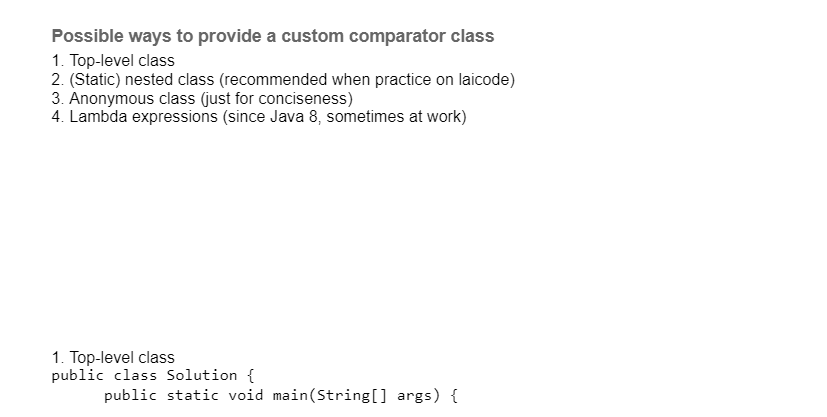 Possible ways to provide a custom comparator class
1. Top-level class
2. (Static) nested class (recommended when practice on laicode)
3. Anonymous class (just for conciseness)
4. Lambda expressions (since Java 8, sometimes at work)
1. Top-level class
public class Solution {
public static void main(String[] args) {